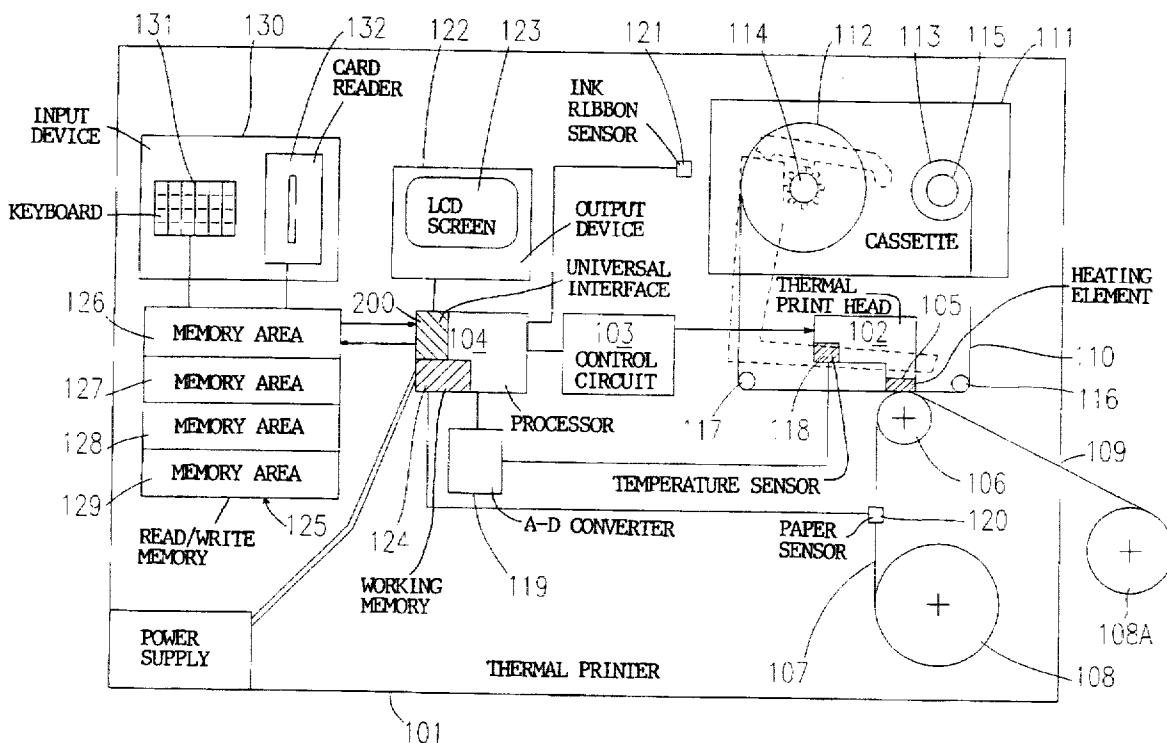 131
130
132
122
123
121
114
112
113
115
111
CARD
READER
INPUT
DEVICE
INK
RIBBON
SENSOR
KEYBOARD
LCD
SCREEN
OUTPUT
DEVICE
CASSETTE
UNIVERSAL
INTERFACE
THERMAL
PRINT HEAD
HEATING
ELEMENT
126
MEMORY AREA
200
104
103
CONTROL
CIRCUIT
102
105
110
127
MEMORY AREA
117
118
116
128
MEMORY AREA
PROCESSOR
129
MEMORY AREA
TEMPERATURE SENSOR
106
109
READ/WRITE
MEMORY
125
124
A-D CONVERTER
PAPER
SENSOR
120
WORKING
MEMORY
119
POWER
SUPPLY
THERMAL PRINTER
107
108
108A
101